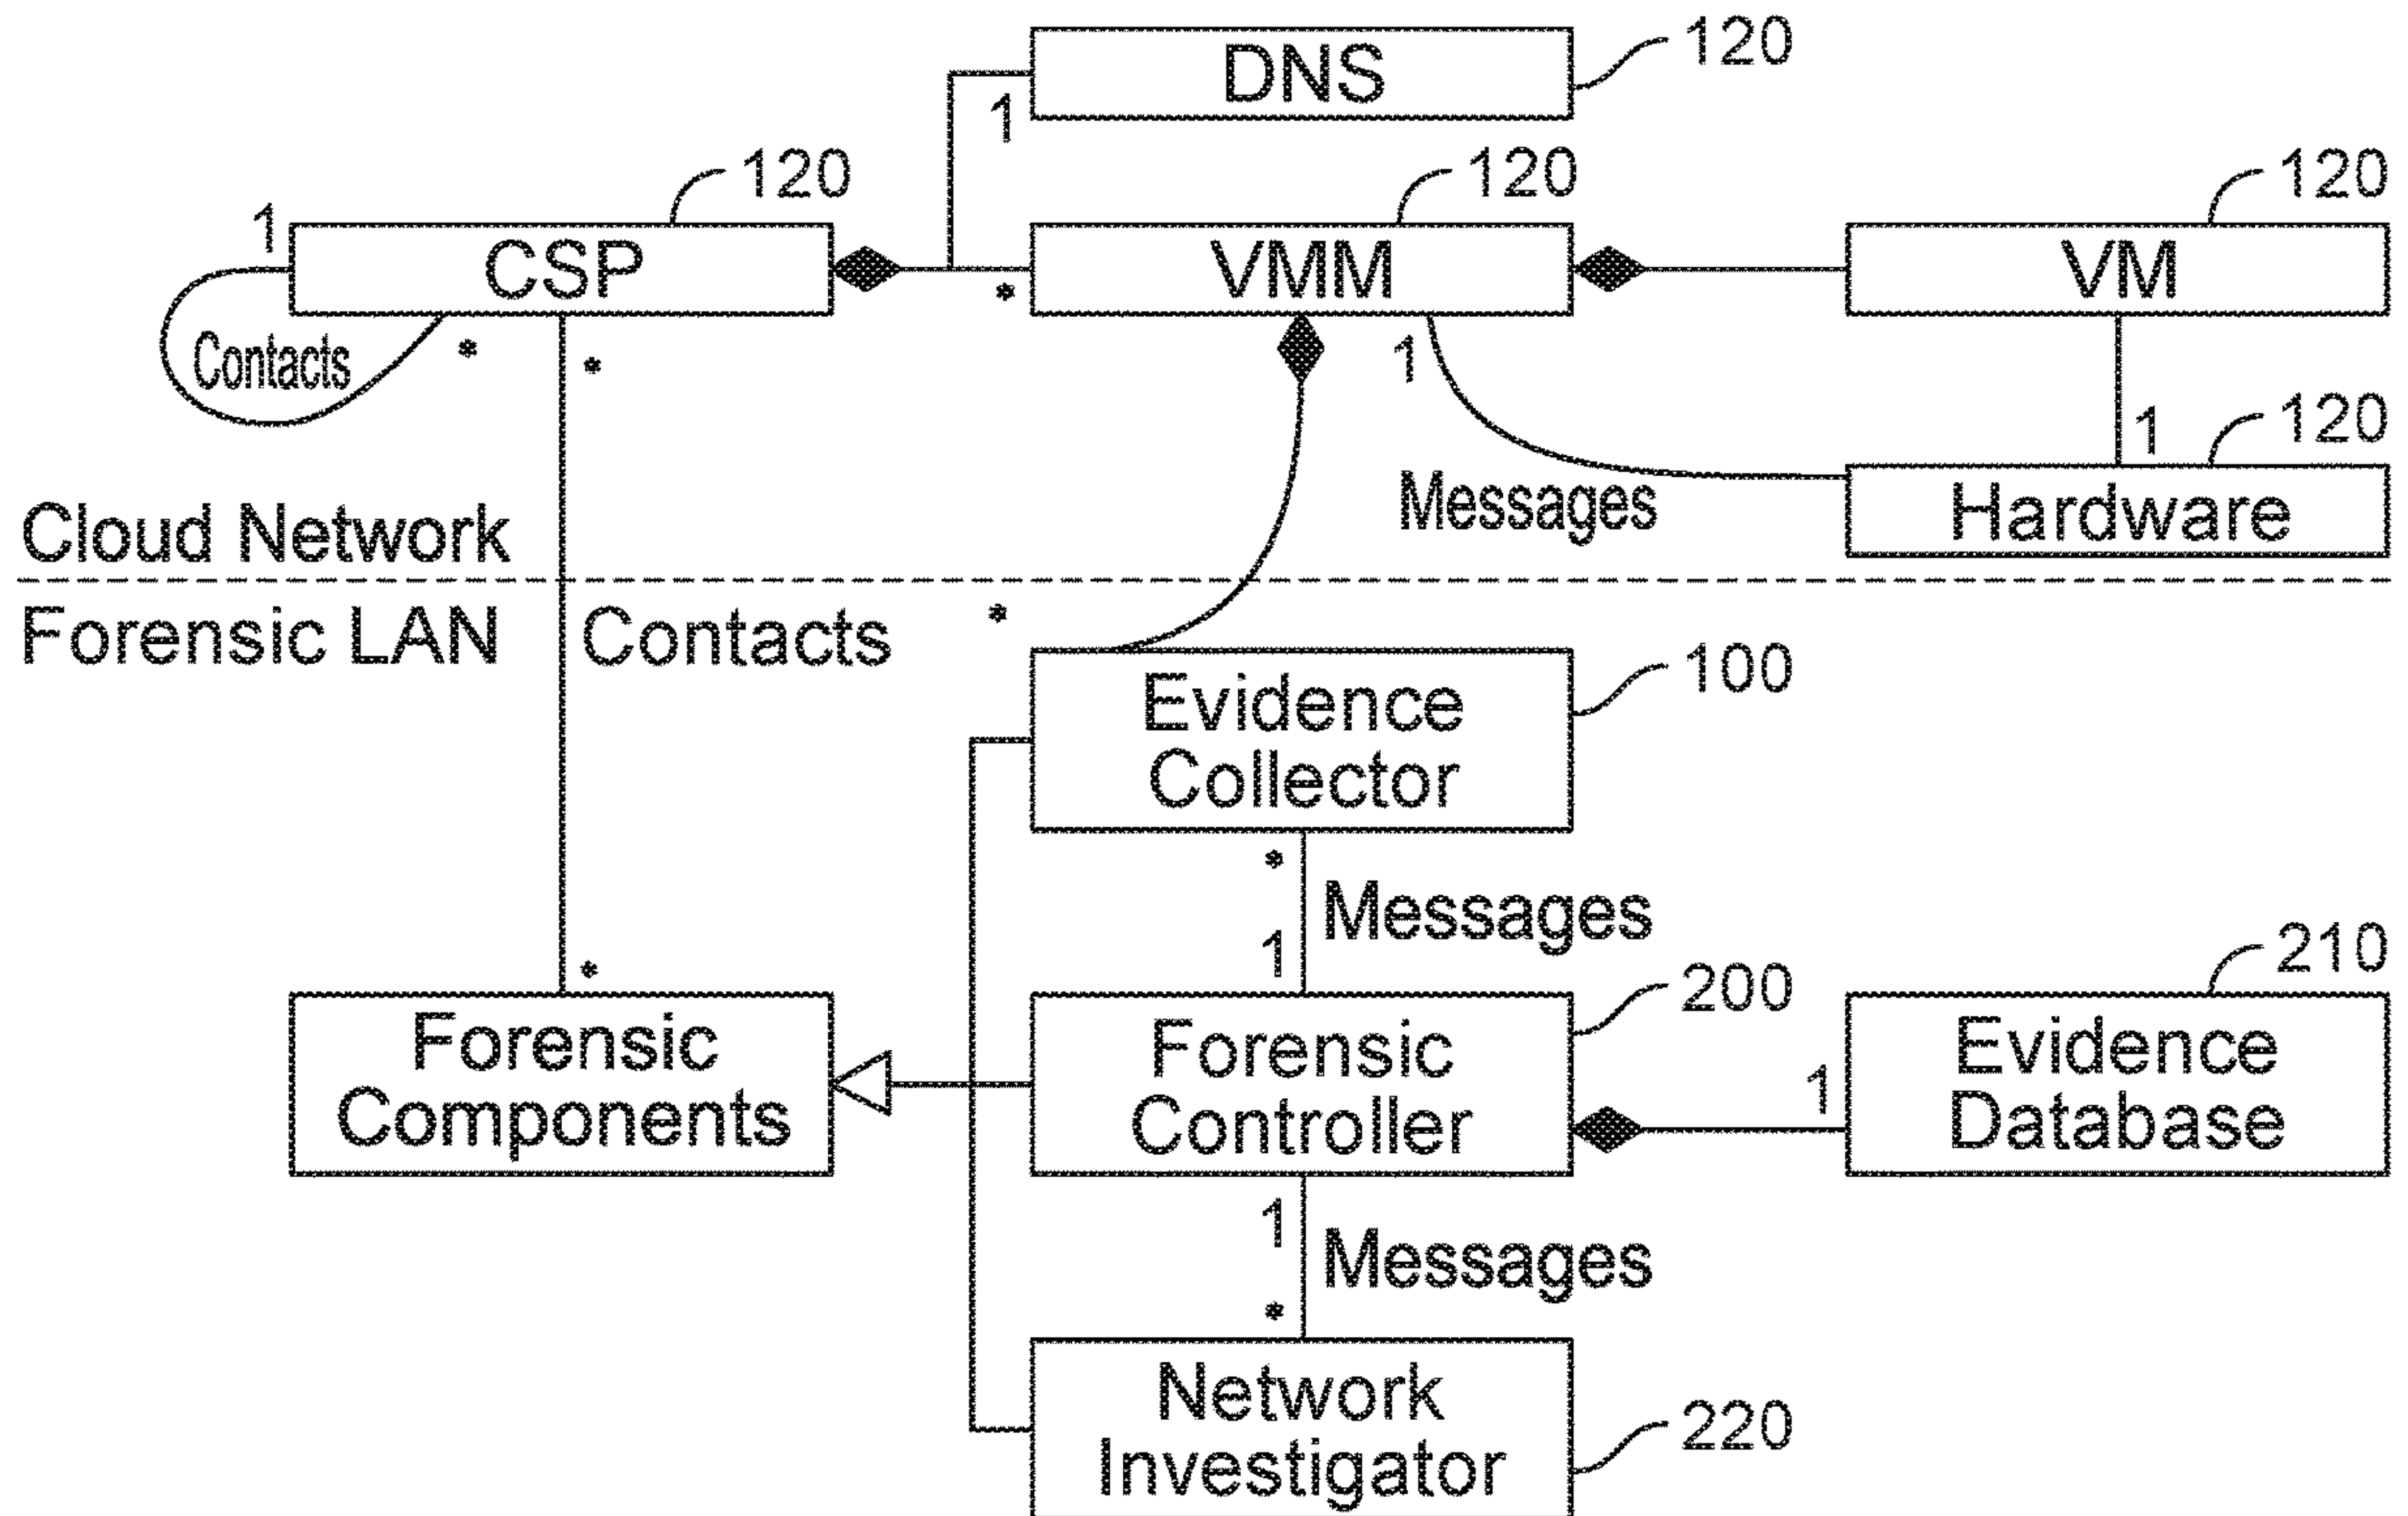 DNS
120
1
CSP
120
1
Contacts
*
*
VMM
120
*
1
VM
120
1
Hardware
120
Messages
Cloud Network
Forensic LAN
Contacts
*
Evidence
Collector
100
*
Messages
1
*
Forensic
Components
Forensic
Controller
200
1
Evidence
Database
210
1
Messages
*
Network
Investigator
220